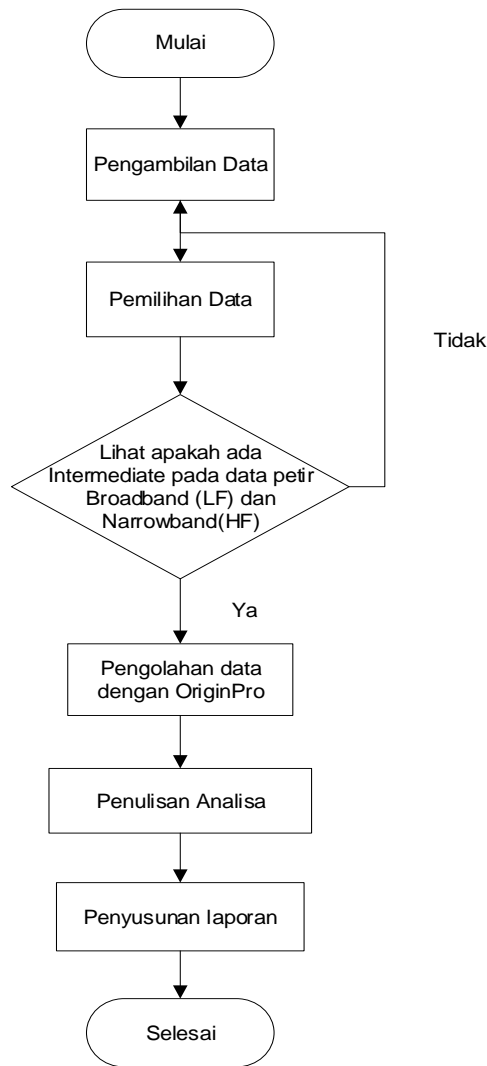 Mulai
Pengambilan Data
Pemilihan Data
Tidak
Lihat apakah ada
Intermediate pada data petir
Broadband (LF) dan
Narrowband(HF)
Ya
Pengolahan data
dengan OriginPro
Penulisan Analisa
Penyusunan laporan
Selesai